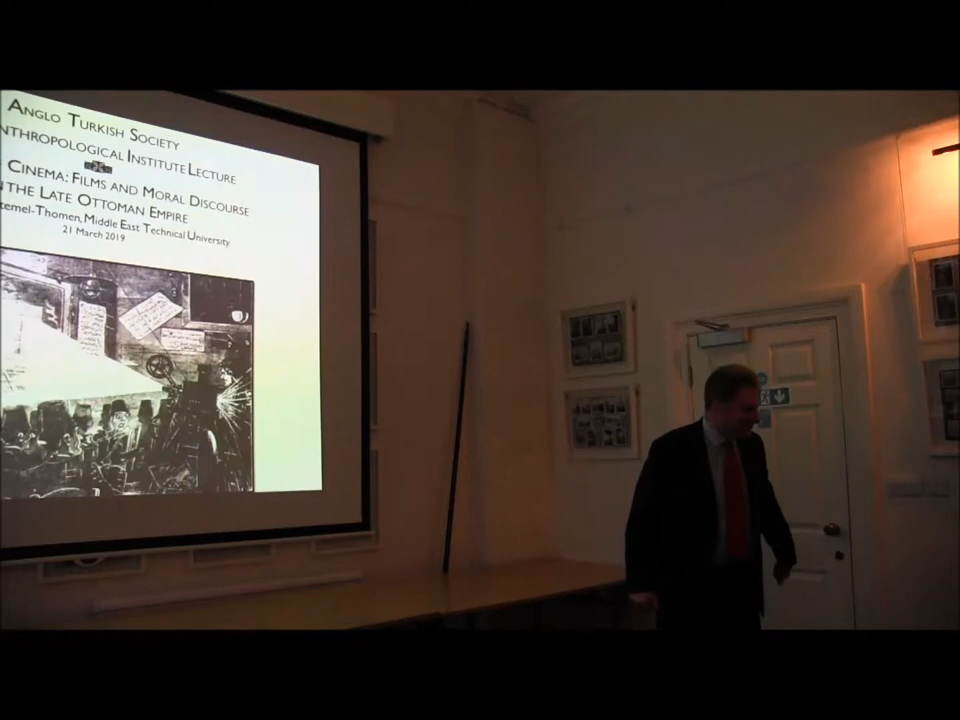 ANGLO TURKISH SOCIETY
NTHROPOLOGICAL INSTITUTE LECTURE
CINEMA: FILMS AND MORAL DISCOURSE
THE LATE OTTOMAN EMPIRE
TEMEL-THOMEN, MIDDLE EAST TECHNICAL UNIVERSITY
21 March 2019